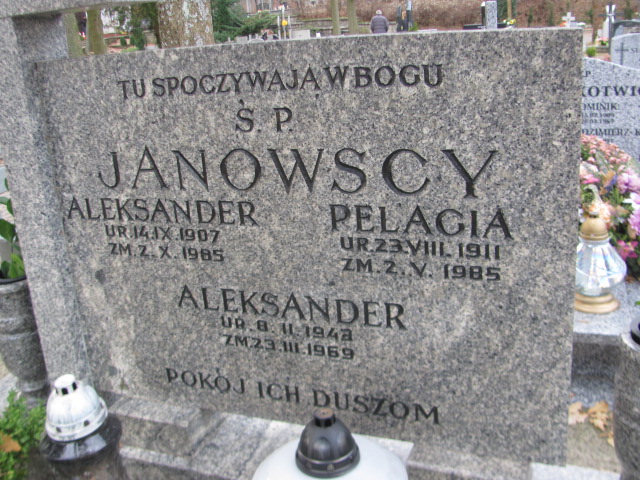 TU SPOCZYWAJĄ W BOGU
Ś.P.
JANOWSCY
ALEKSANDER
UR.14.IX.1907
ZM.2.X.1985
PELAGIA
UR.23.VIII.1911
ZM.2.V.1985
ALEKSANDER
UR.8.II.1943
ZM.23.III.1969
POKÓJ ICH DUSZOM